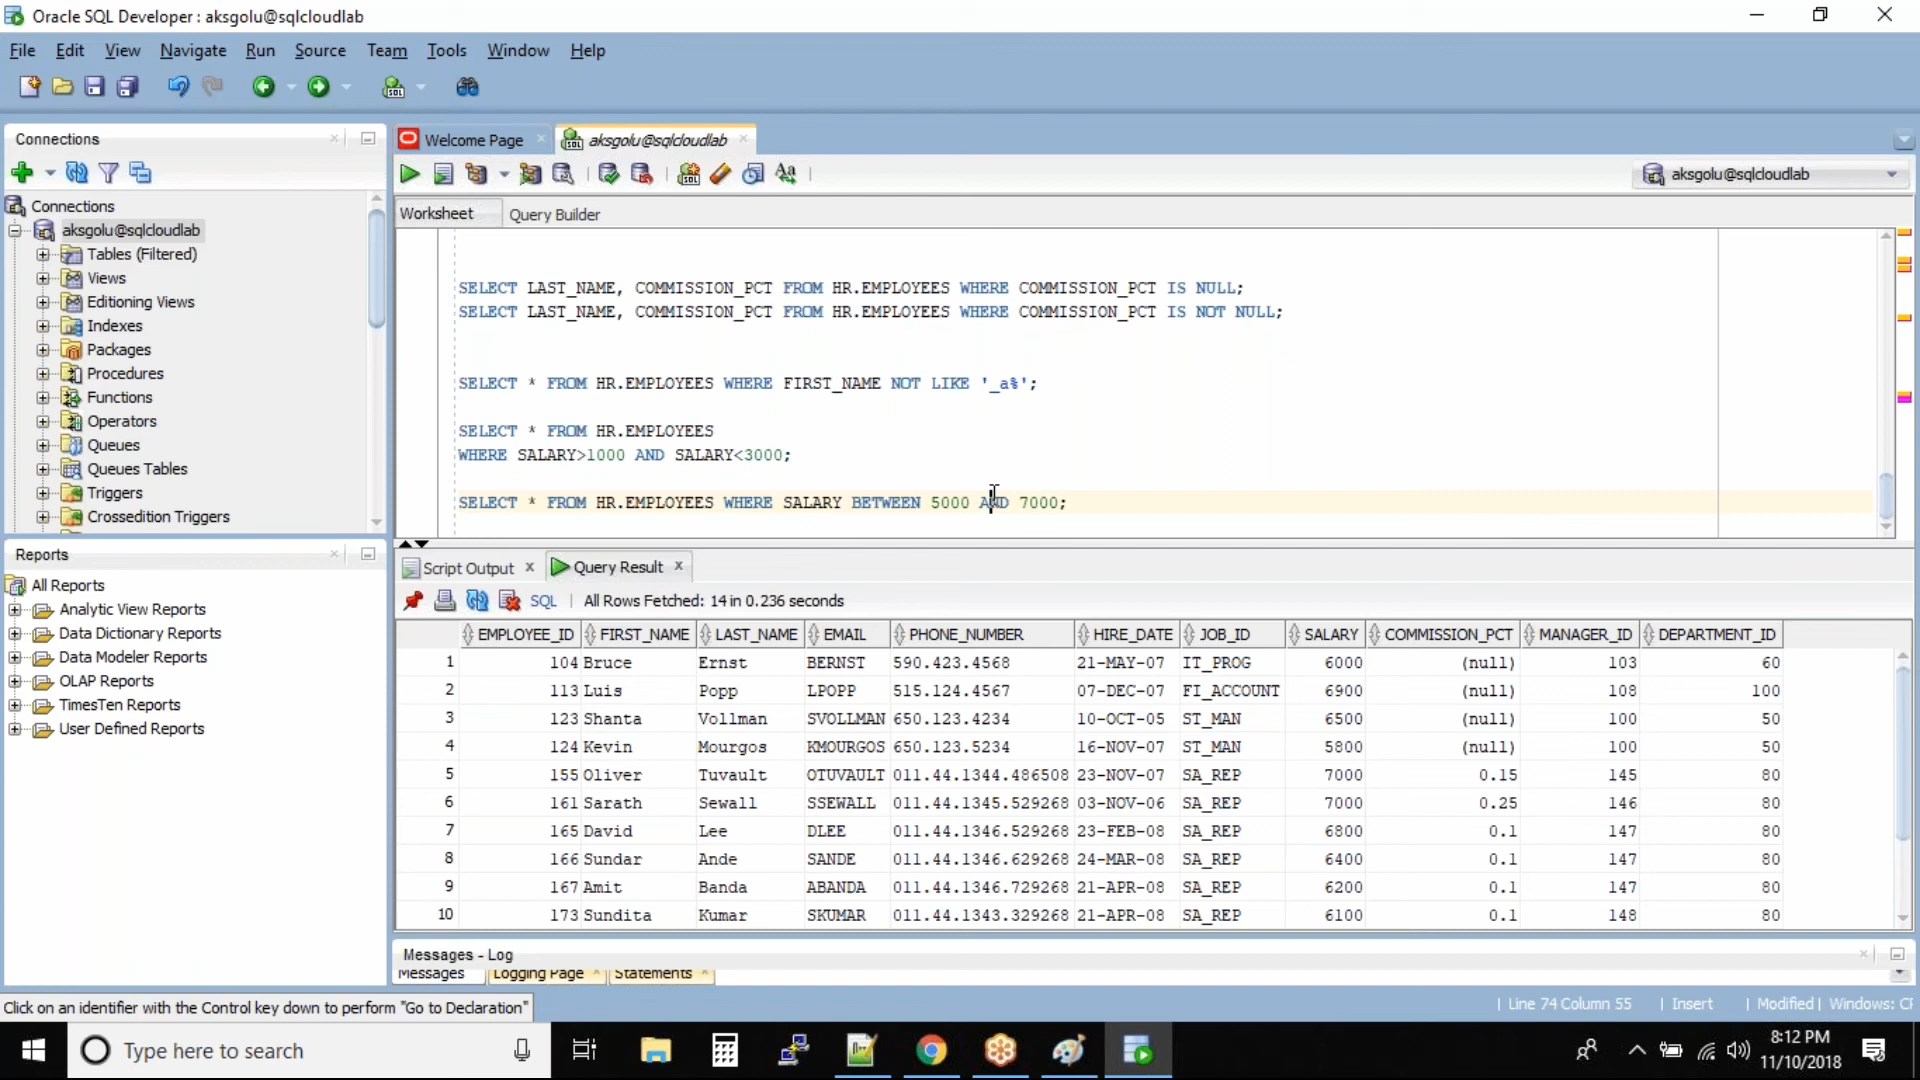 Oracle SQL Developer : aksgolu@sqlcloudlab
File Edit View Navigate Run Source Team Tools Window Help
Connections
Welcome Page
aksgolu@sqlcloudlab
aksgolu@sqlcloudlab
Worksheet Query Builder
Connections
aksgolu@sqlcloudlab
Tables (Filtered)
Views
Editioning Views
Indexes
Packages
Procedures
Functions
Operators
Queues
Queues Tables
Triggers
Crossedition Triggers
SELECT LAST_NAME, COMMISSION_PCT FROM HR.EMPLOYEES WHERE COMMISSION_PCT IS NULL;
SELECT LAST_NAME, COMMISSION_PCT FROM HR.EMPLOYEES WHERE COMMISSION_PCT IS NOT NULL;
SELECT * FROM HR.EMPLOYEES WHERE FIRST_NAME NOT LIKE '_a%';
SELECT * FROM HR.EMPLOYEES
WHERE SALARY>1000 AND SALARY<3000;
SELECT * FROM HR.EMPLOYEES WHERE SALARY BETWEEN 5000 AND 7000;
Reports
All Reports
Analytic View Reports
Data Dictionary Reports
Data Modeler Reports
OLAP Reports
TimesTen Reports
User Defined Reports
Script Output x Query Result x
SQL | All Rows Fetched: 14 in 0.236 seconds
EMPLOYEE_ID FIRST_NAME LAST_NAME EMAIL PHONE_NUMBER HIRE_DATE JOB_ID SALARY COMMISSION_PCT MANAGER_ID DEPARTMENT_ID
1 104 Bruce Ernst BERNST 590.423.4568 21-MAY-07 IT_PROG 6000 (null) 103 60
2 113 Luis Popp LPOPP 515.124.4567 07-DEC-07 FI_ACCOUNT 6900 (null) 108 100
3 123 Shanta Vollman SVOLLMAN 650.123.4234 10-OCT-05 ST_MAN 6500 (null) 100 50
4 124 Kevin Mourgos KMOURGOS 650.123.5234 16-NOV-07 ST_MAN 5800 (null) 100 50
5 155 Oliver Tuvault OTUVAULT 011.44.1344.486508 23-NOV-07 SA_REP 7000 0.15 145 80
6 161 Sarath Sewall SSEWALL 011.44.1345.529268 03-NOV-06 SA_REP 7000 0.25 146 80
7 165 David Lee DLEE 011.44.1346.529268 23-FEB-08 SA_REP 6800 0.1 147 80
8 166 Sundar Ande SANDE 011.44.1346.629268 24-MAR-08 SA_REP 6400 0.1 147 80
9 167 Amit Banda ABANDA 011.44.1346.729268 21-APR-08 SA_REP 6200 0.1 147 80
10 173 Sundita Kumar SKUMAR 011.44.1343.329268 21-APR-08 SA_REP 6100 0.1 148 80
Messages - Log
Messages Logging Page Statements
Click on an identifier with the Control key down to perform "Go to Declaration"
| Line 74 Column 55 | Insert | Modified | Windows: CF
Type here to search
8:12 PM
11/10/2018